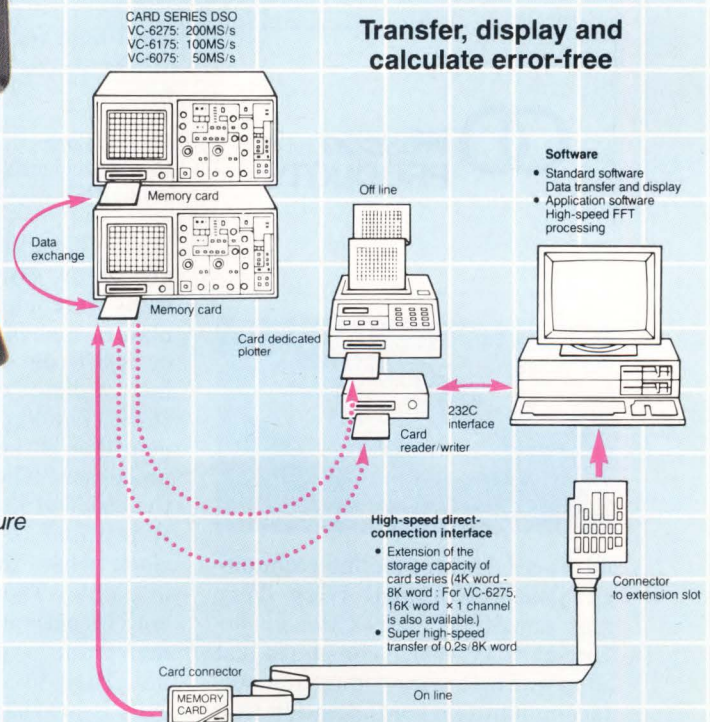 CARD SERIES DSO
VC-6275: 200MS/s
VC-6175: 100MS/s
VC-6075: 50MS/s
Transfer, display and
calculate error-free
Memory card
Data
exchange
Memory card
Off line
Card dedicated
plotter
Card
reader/writer
232C
interface
Software
• Standard software
Data transfer and display
• Application software
High-speed FFT
processing
High-speed direct-
connection interface
• Extension of the
storage capacity of
card series (4K word -
8K word : For VC-6275,
16K word × 1 channel
is also available.)
• Super high-speed
transfer of 0.2s/8K word
Connector
to extension slot
Card connector
MEMORY
CARD
On line